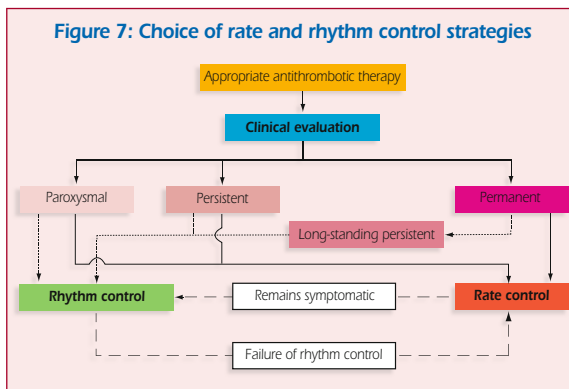 Figure 7: Choice of rate and rhythm control strategies
Appropriate antithrombotic therapy
Clinical evaluation
Paroxysmal
Persistent
Permanent
Long-standing persistent
Rhythm control
Remains symptomatic
Rate control
Failure of rhythm control